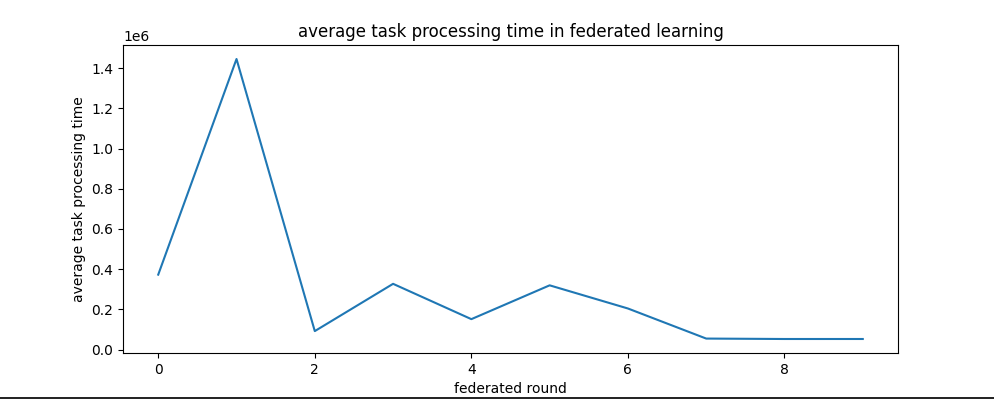 average task processing time in federated learning
1e6
1.4
1.2
1.0
0.8
0.6
0.4
0.2
0.0
average task processing time
0 2 4 6 8
federated round